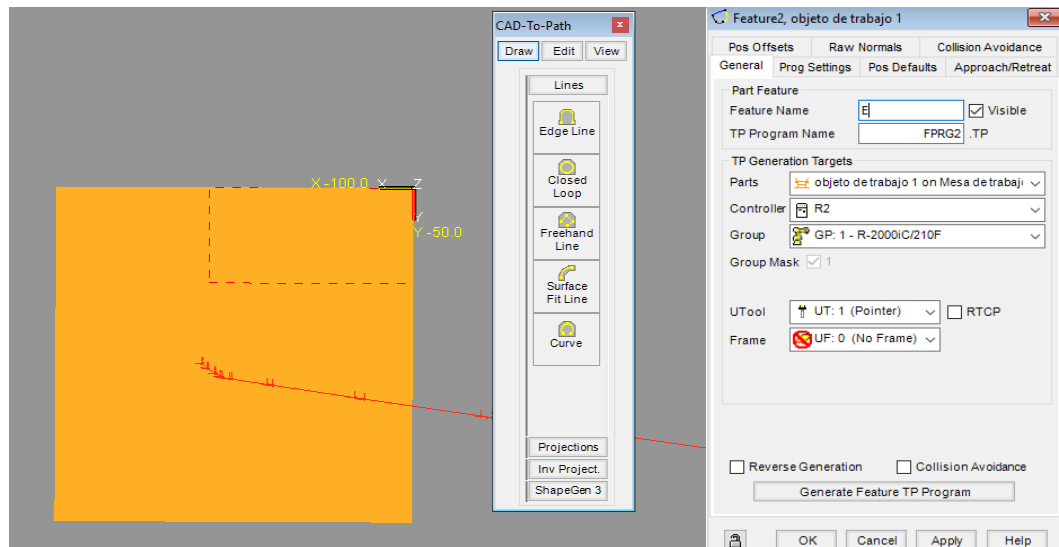 X -100.0 X Z
Y
Y -50.0
CAD-To-Path x
Draw Edit View
Lines
Edge Line
Closed
Loop
Freehand
Line
Surface
Fit Line
Curve
Projections
Inv Project.
ShapeGen 3
Feature2, objeto de trabajo 1
Pos Offsets Raw Normals Collision Avoidance
General Prog Settings Pos Defaults Approach/Retreat
Part Feature
Feature Name E Visible
TP Program Name FPRG2 .TP
TP Generation Targets
Parts objeto de trabajo 1 on Mesa de trabaj
Controller R2
Group GP: 1 - R-2000iC/210F
Group Mask 1
UTool UT: 1 (Pointer) RTCP
Frame UF: 0 (No Frame)
Reverse Generation Collision Avoidance
Generate Feature TP Program
OK Cancel Apply Help